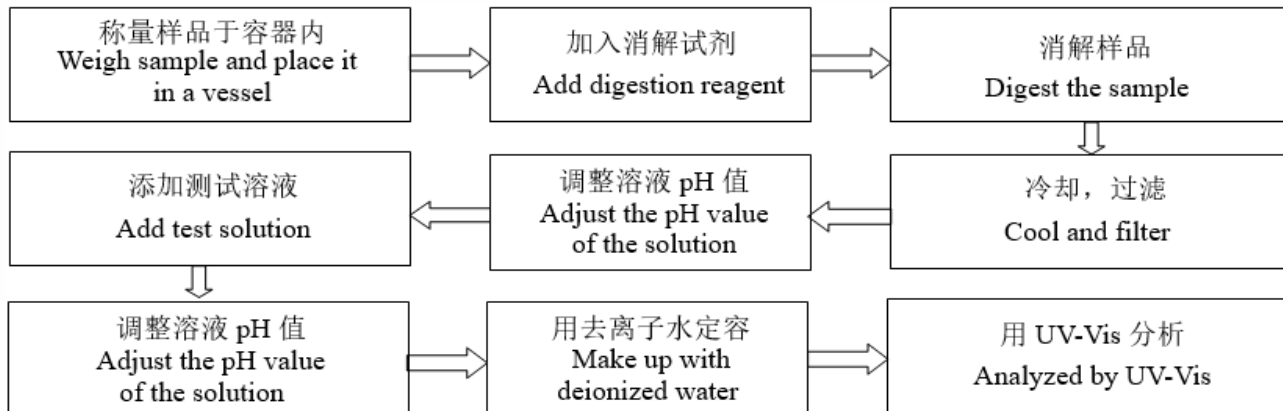 称量样品于容器内
Weigh sample and place it
in a vessel
加入消解试剂
Add digestion reagent
消解样品
Digest the sample
冷却，过滤
Cool and filter
调整溶液 pH 值
Adjust the pH value
of the solution
添加测试溶液
Add test solution
调整溶液 pH 值
Adjust the pH value
of the solution
用去离子水定容
Make up with
deionized water
用 UV-Vis 分析
Analyzed by UV-Vis